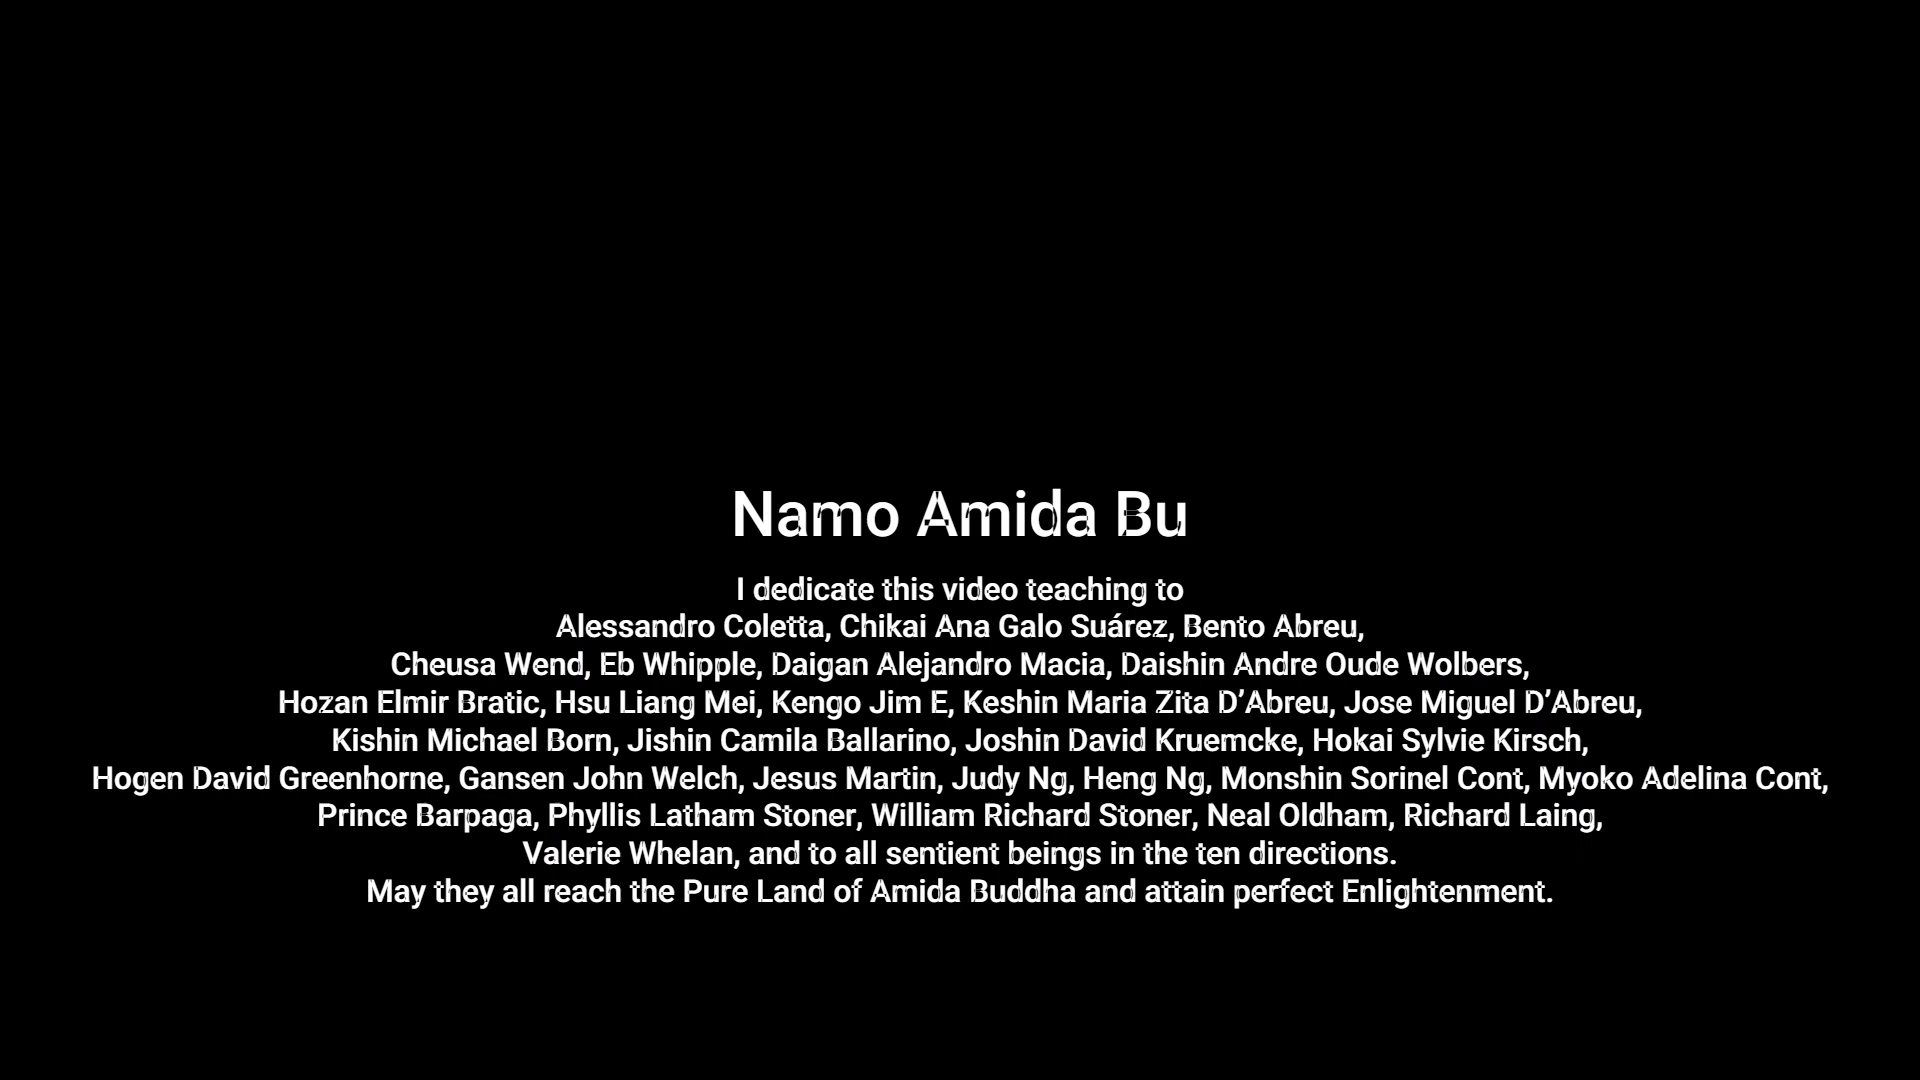 Namo Amida Bu
I dedicate this video teaching to
Alessandro Coletta, Chikai Ana Galo Suárez, Bento Abreu,
Cheusa Wend, Eb Whipple, Daigan Alejandro Macia, Daishin Andre Oude Wolbers,
Hozan Elmir Bratic, Hsu Liang Mei, Kengo Jim E, Keshin Maria Zita D’Abreu, Jose Miguel D’Abreu,
Kishin Michael Born, Jishin Camila Ballarino, Joshin David Kruemcke, Hokai Sylvie Kirsch,
Hogen David Greenhorne, Gansen John Welch, Jesus Martin, Judy Ng, Heng Ng, Monshin Sorinel Cont, Myoko Adelina Cont,
Prince Barpaga, Phyllis Latham Stoner, William Richard Stoner, Neal Oldham, Richard Laing,
Valerie Whelan, and to all sentient beings in the ten directions.
May they all reach the Pure Land of Amida Buddha and attain perfect Enlightenment.